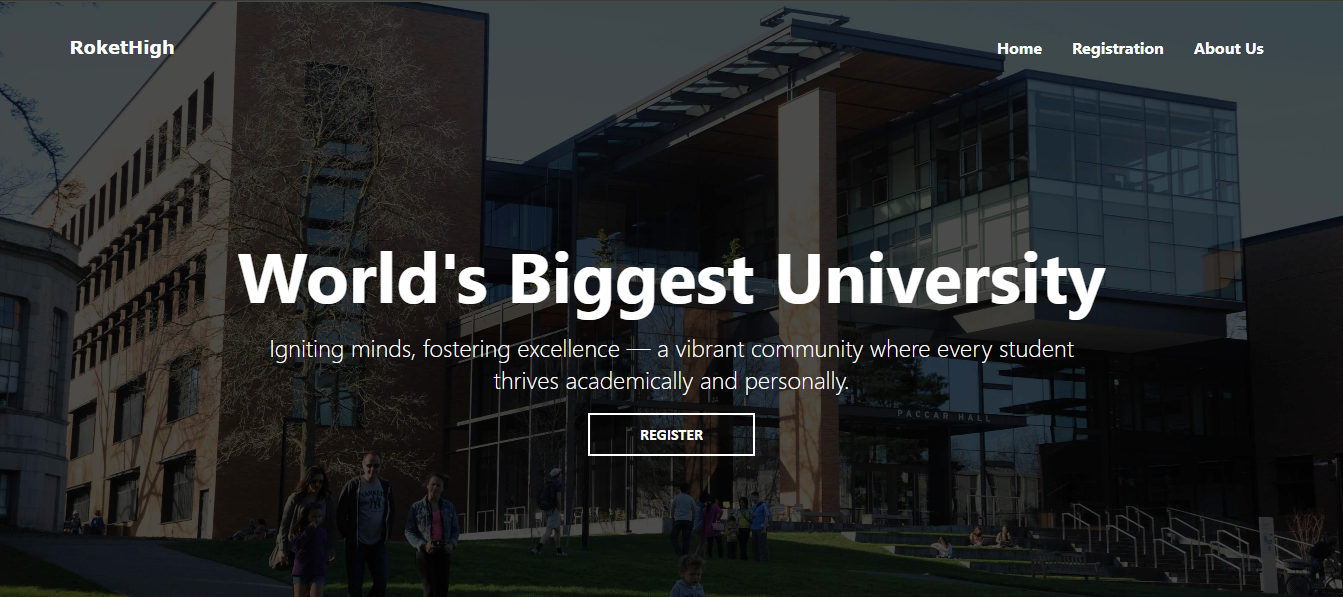 RoketHigh
Home Registration About Us
World's Biggest University
Igniting minds, fostering excellence — a vibrant community where every student
thrives academically and personally.
PACCAR HALL
REGISTER